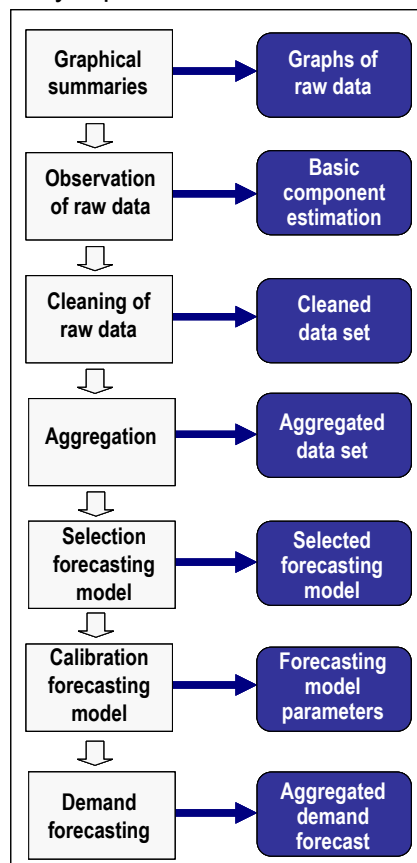 Graphical
summaries
Graphs of
raw data
Observation
of raw data
Basic
component
estimation
Cleaning of
raw data
Cleaned
data set
Aggregation
Aggregated
data set
Selection
forecasting
model
Selected
forecasting
model
Calibration
forecasting
model
Forecasting
model
parameters
Demand
forecasting
Aggregated
demand
forecast